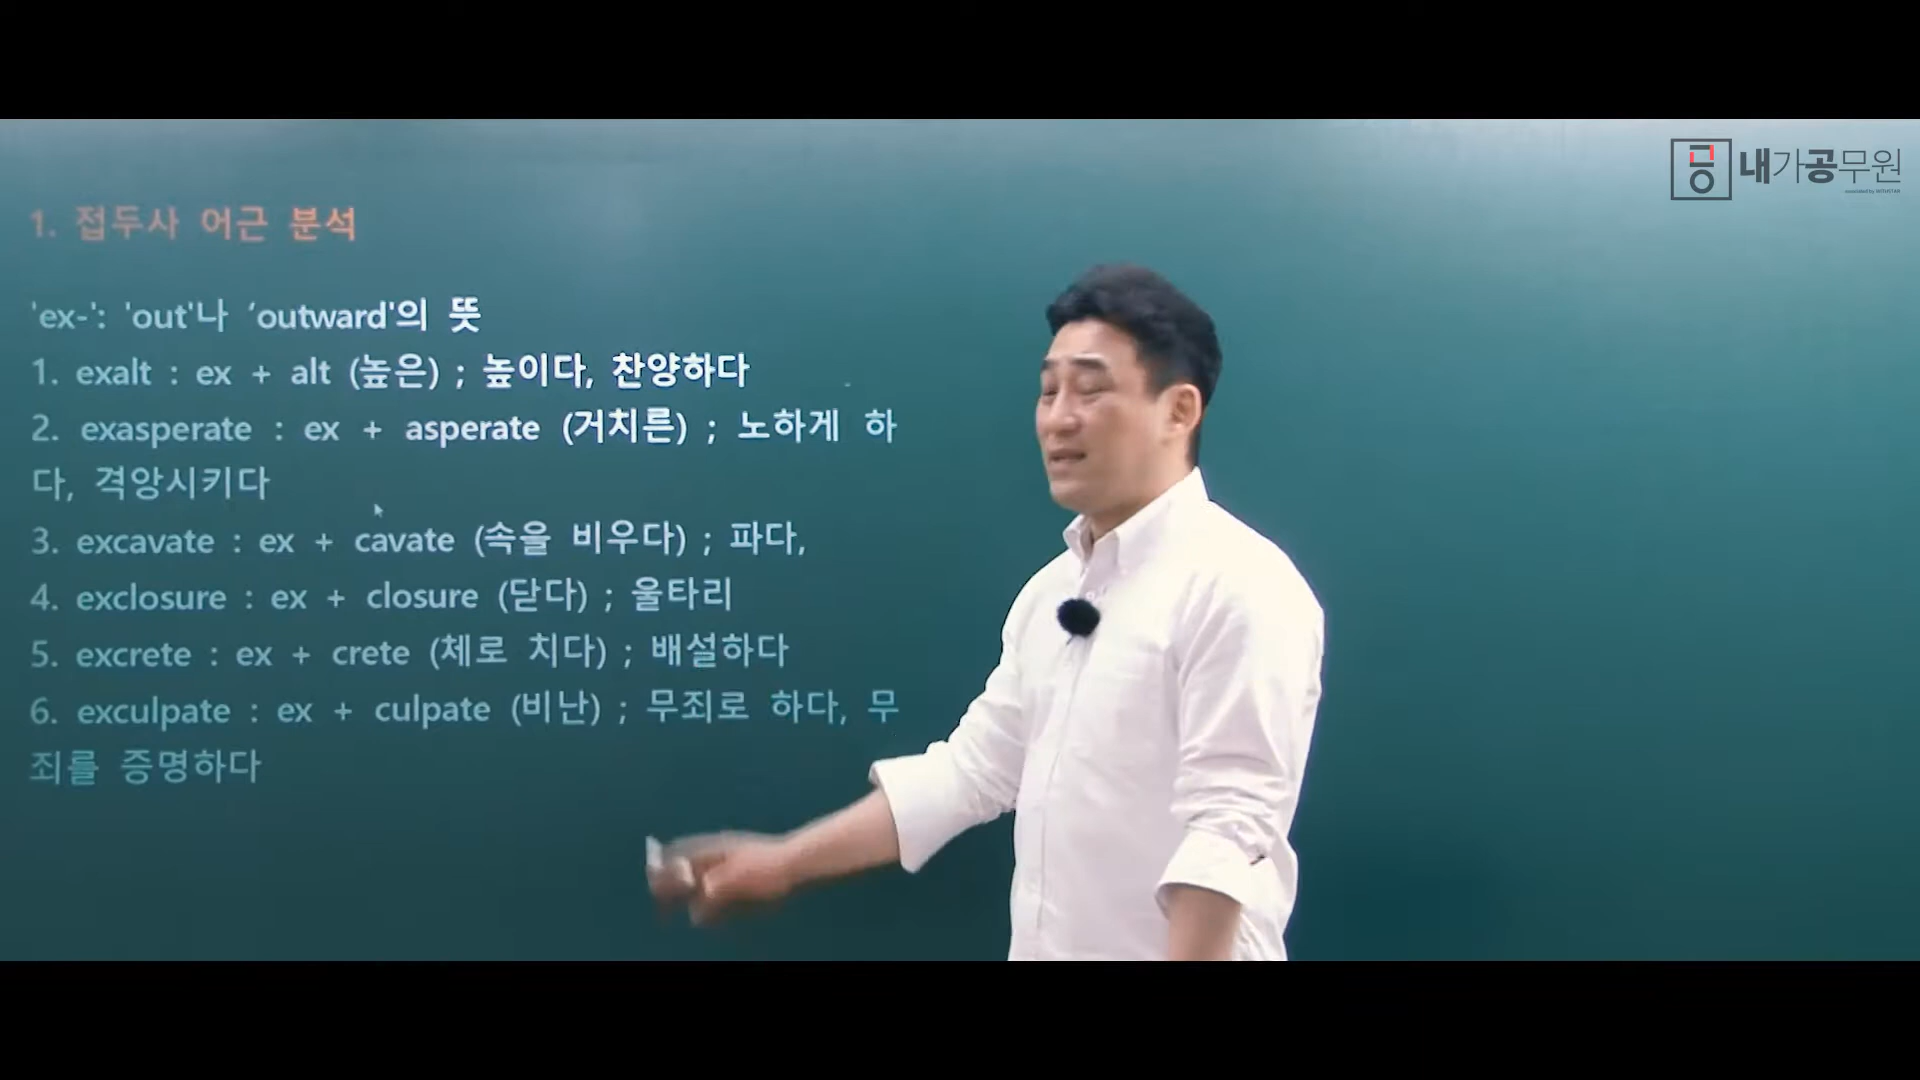 내가공무원
1. 접두사 어근 분석
'ex-': 'out'나 ‘outward'의 뜻
1. exalt : ex + alt (높은) ; 높이다, 찬양하다
2. exasperate : ex + asperate (거치른) ; 노하게 하
다, 격앙시키다
3. excavate : ex + cavate (속을 비우다) ; 파다,
4. exclosure : ex + closure (닫다) ; 울타리
5. excrete : ex + crete (체로 치다) ; 배설하다
6. exculpate : ex + culpate (비난) ; 무죄로 하다, 무
죄를 증명하다